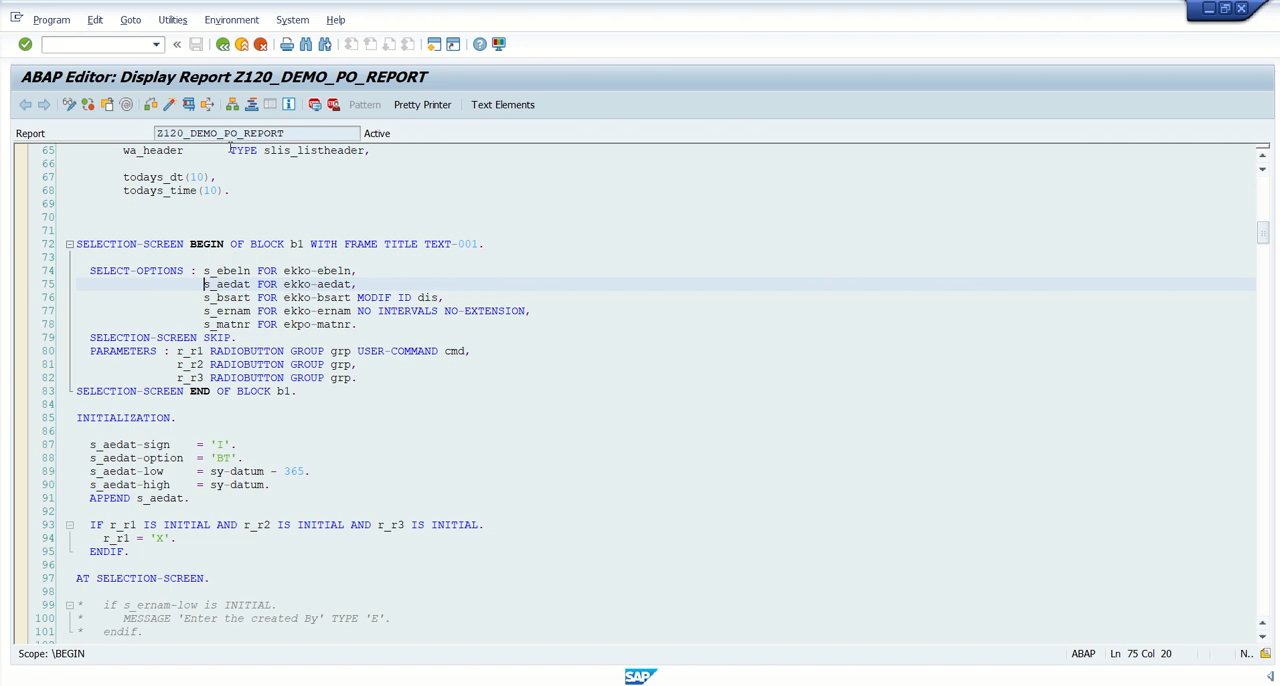 Program Edit Goto Utilities Environment System Help
ABAP Editor: Display Report Z120_DEMO_PO_REPORT
Pattern Pretty Printer Text Elements
Report Z120_DEMO_PO_REPORT Active
65 wa_header TYPE slis_listheader,
66
67 todays_dt(10),
68 todays_time(10).
69
70
71
72 SELECTION-SCREEN BEGIN OF BLOCK b1 WITH FRAME TITLE TEXT-001.
73
74 SELECT-OPTIONS : s_ebeln FOR ekko-ebeln,
75 s_aedat FOR ekko-aedat,
76 s_bsart FOR ekko-bsart MODIF ID dis,
77 s_ernam FOR ekko-ernam NO INTERVALS NO-EXTENSION,
78 s_matnr FOR ekpo-matnr.
79 SELECTION-SCREEN SKIP.
80 PARAMETERS : r_r1 RADIOBUTTON GROUP grp USER-COMMAND cmd,
81 r_r2 RADIOBUTTON GROUP grp,
82 r_r3 RADIOBUTTON GROUP grp.
83 SELECTION-SCREEN END OF BLOCK b1.
84
85 INITIALIZATION.
86
87 s_aedat-sign = 'I'.
88 s_aedat-option = 'BT'.
89 s_aedat-low = sy-datum - 365.
90 s_aedat-high = sy-datum.
91 APPEND s_aedat.
92
93 IF r_r1 IS INITIAL AND r_r2 IS INITIAL AND r_r3 IS INITIAL.
94 r_r1 = 'X'.
95 ENDIF.
96
97 AT SELECTION-SCREEN.
98
99 * if s_ernam-low is INITIAL.
100 * MESSAGE 'Enter the created By' TYPE 'E'.
101 * endif.
Scope: \BEGIN ABAP Ln 75 Col 20 N..
SAP